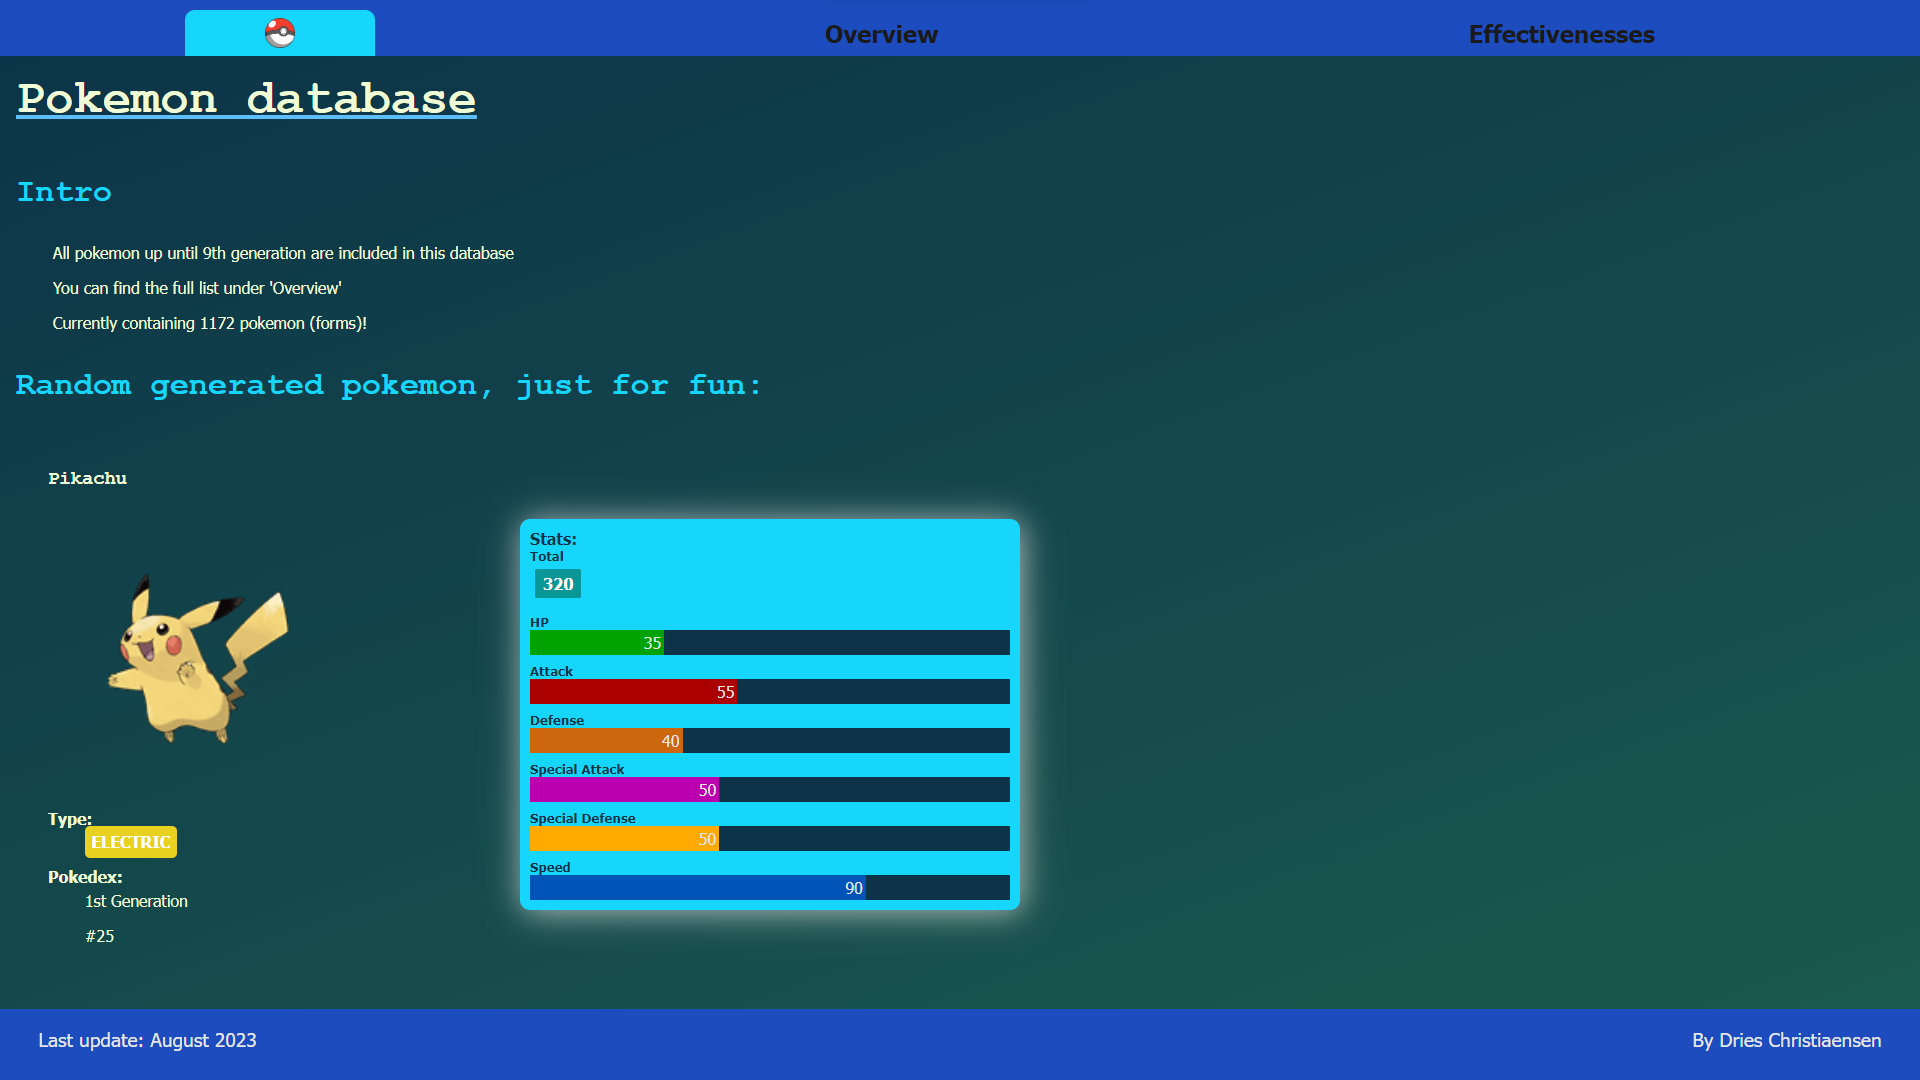 Overview
Effectivenesses
Pokemon database
Intro
All pokemon up until 9th generation are included in this database
You can find the full list under 'Overview'
Currently containing 1172 pokemon (forms)!
Random generated pokemon, just for fun:
Pikachu
Type:
ELECTRIC
Pokedex:
1st Generation
#25
Stats:
Total
320
HP
35
Attack
55
Defense
40
Special Attack
50
Special Defense
50
Speed
90
Last update: August 2023
By Dries Christiaensen